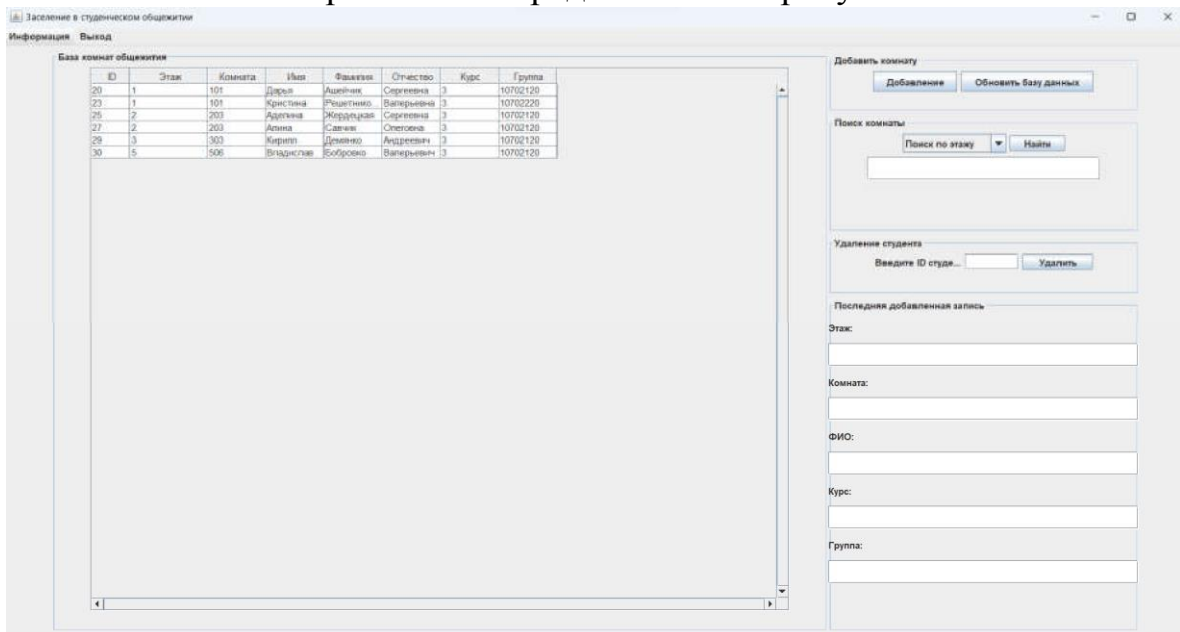 Заселение в студенческом общежитии
Информация Выход
База комнат общежития
ID Этаж Комната Имя Фамилия Отчество Курс Группа
20 1 101 Дарья Ашейчик Сергеевна 3 10702120
23 1 101 Кристина Решетнико... Валерьевна 3 10702220
25 2 203 Аделина Жердецкая Сергеевна 3 10702120
27 2 203 Алина Савчик Олеговна 3 10702120
29 3 303 Кирилл Демянко Андреевич 3 10702120
30 5 506 Владислав Бобровко Валерьевич 3 10702120
Добавить комнату
Добавление Обновить базу данных
Поиск комнаты
Поиск по этажу Найти
Удаление студента
Введите ID студе... Удалить
Последняя добавленная запись
Этаж:
Комната:
ФИО:
Курс:
Группа: